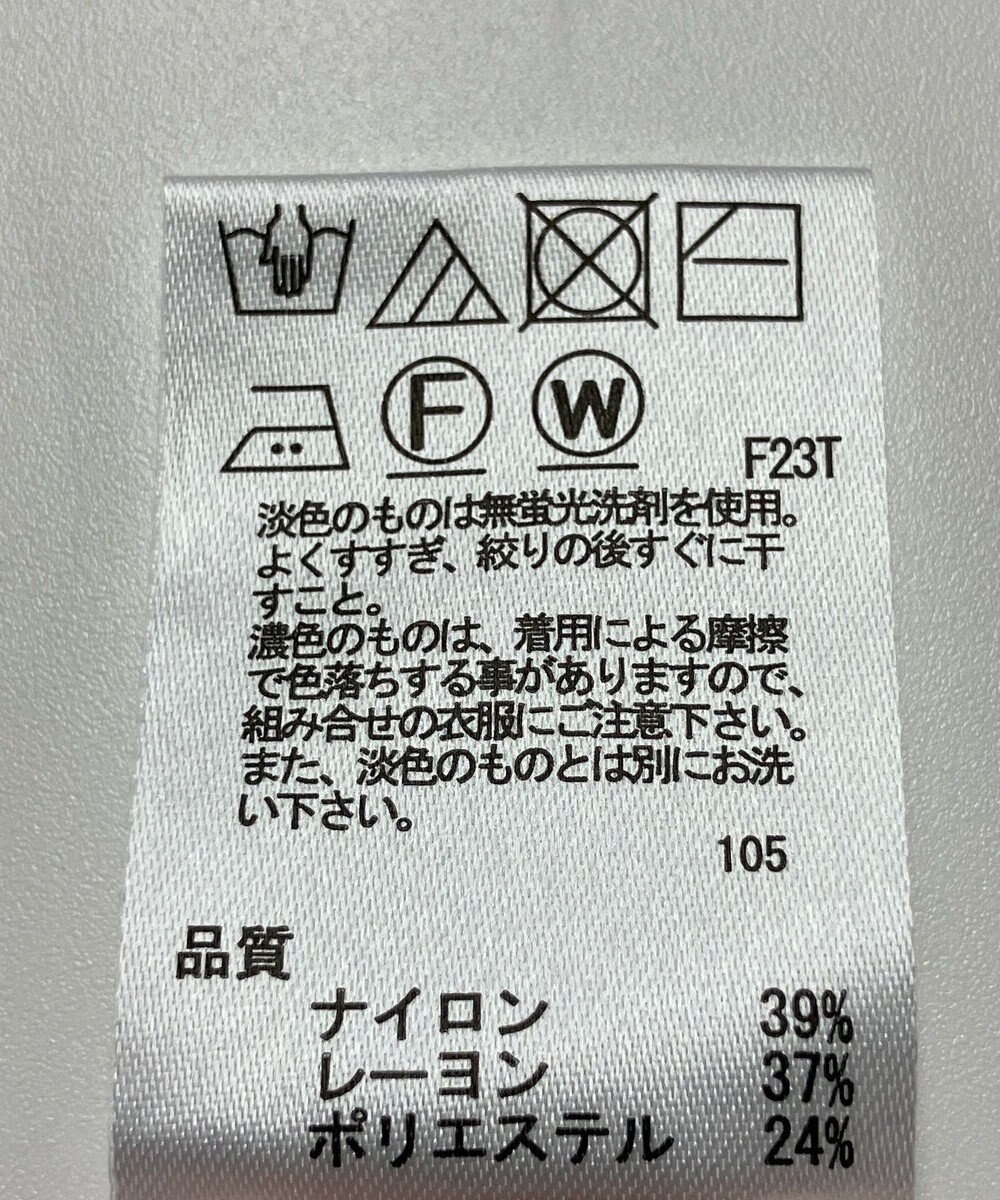 F
W
F23T
淡色のものは無蛍光洗剤を使用。
よくすすぎ、絞りの後すぐに干
すこと。
濃色のものは、着用による摩擦
で色落ちする事がありますので、
組み合せの衣服にご注意下さい。
また、淡色のものとは別にお洗
い下さい。
105
品質
ナイロン 39%
レーヨン 37%
ポリエステル 24%